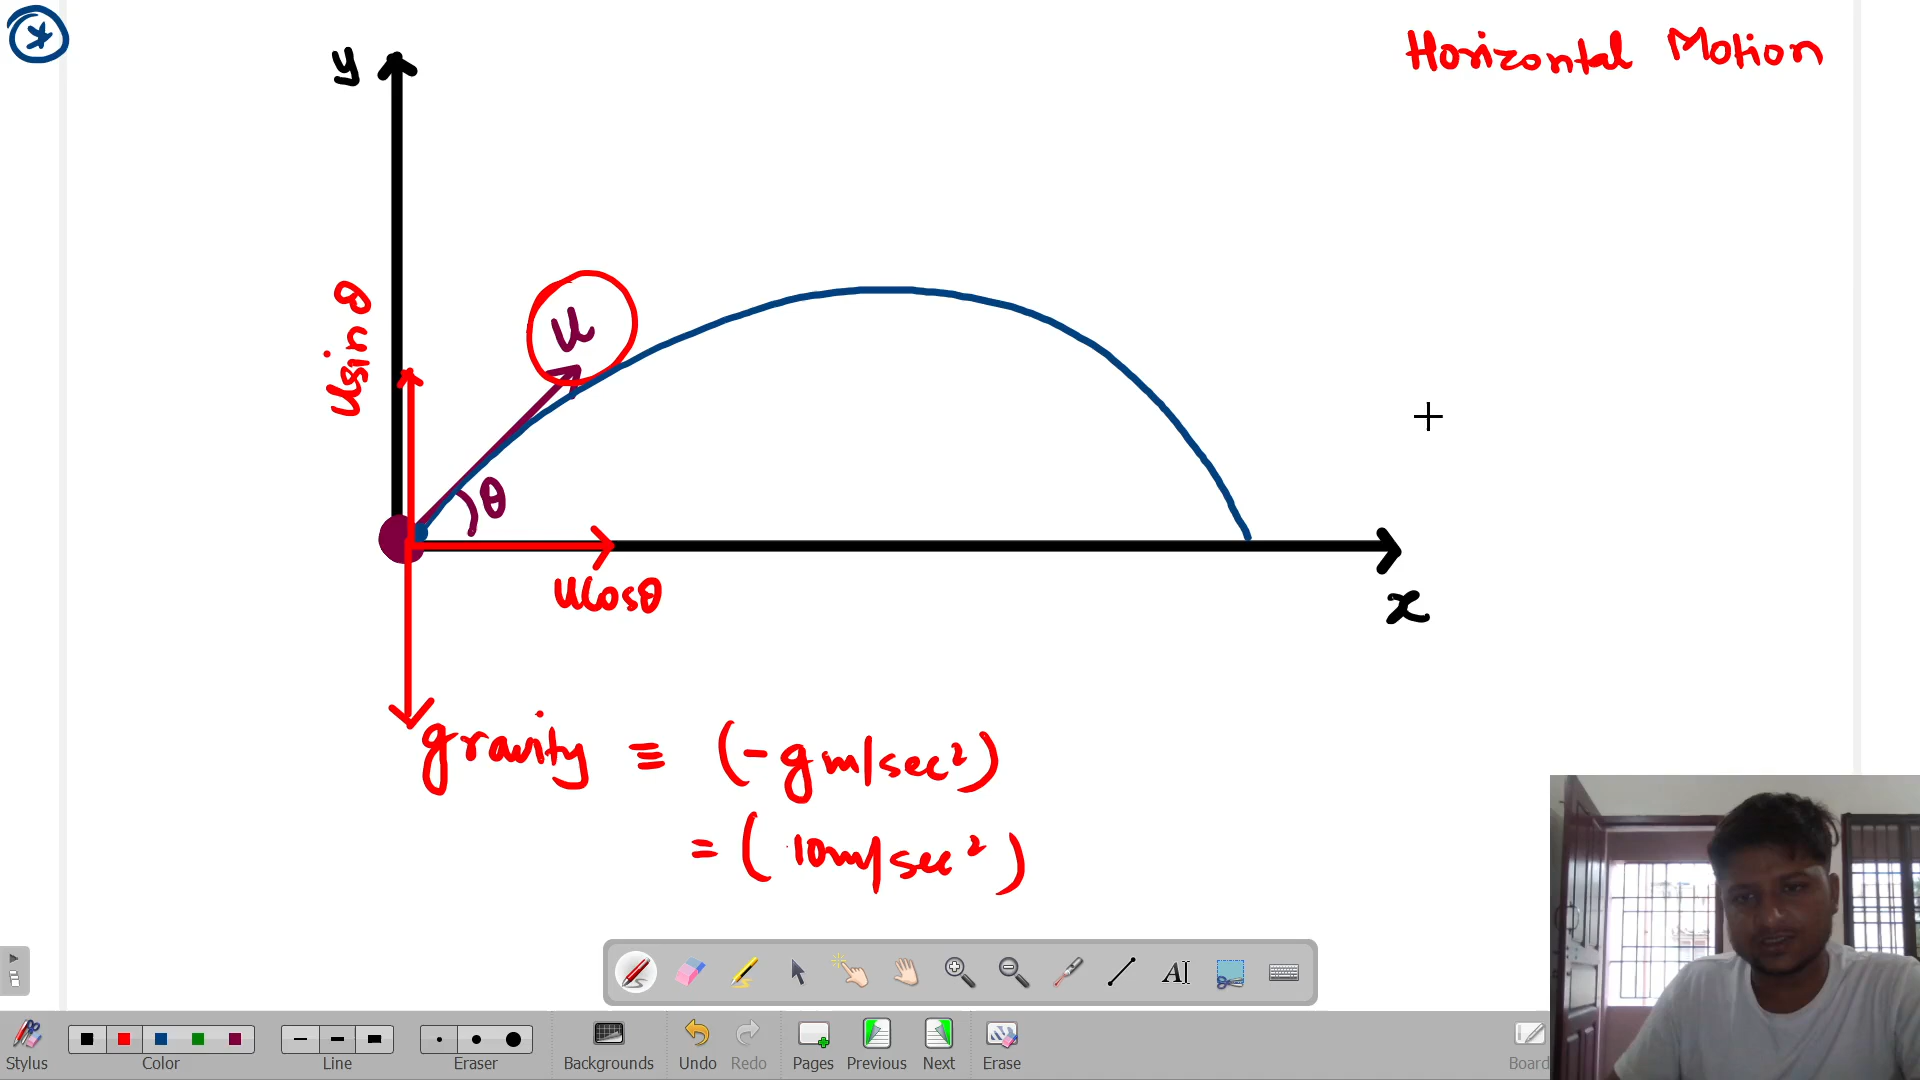 Horizontal Motion
y
usinθ
u
θ
ucosθ
x
gravity ≡ (-g m/sec²)
= ( 10m/sec² )
Stylus
Color
Line
Eraser
Backgrounds
Undo
Redo
Pages
Previous
Next
Erase
Board